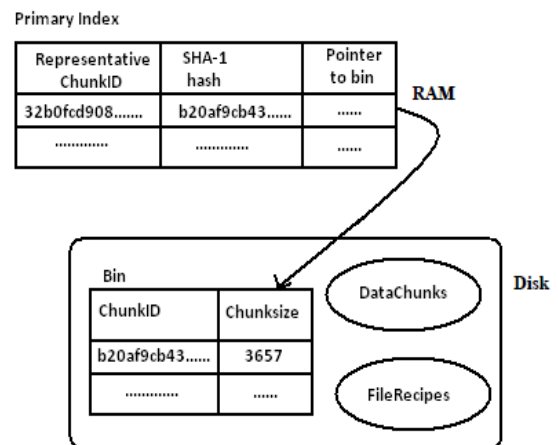 Primary Index
Representative ChunkID
SHA-1 hash
Pointer to bin
32b0fcd908.......
b20af9cb43......
......
.............
.............
......
RAM
Disk
Bin
ChunkID
Chunksize
b20af9cb43......
3657
.............
......
DataChunks
FileRecipes